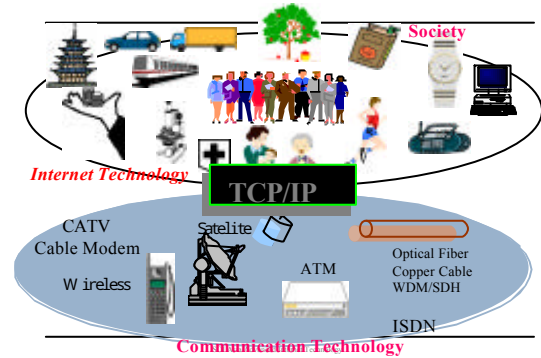 Society
Internet Technology
TCP/IP
CATV
Cable Modem
Satelite
Wireless
ATM
Optical Fiber
Copper Cable
WDM/SDH
ISDN
Communication Technology